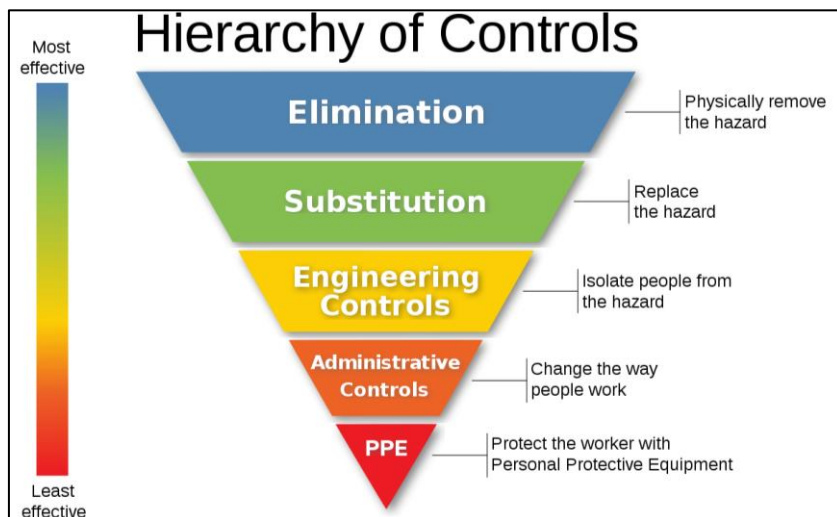 Hierarchy of Controls
Most
effective
Elimination
Physically remove
the hazard
Substitution
Replace
the hazard
Engineering
Controls
Isolate people from
the hazard
Administrative
Controls
Change the way
people work
PPE
Protect the worker with
Personal Protective Equipment
Least
effective